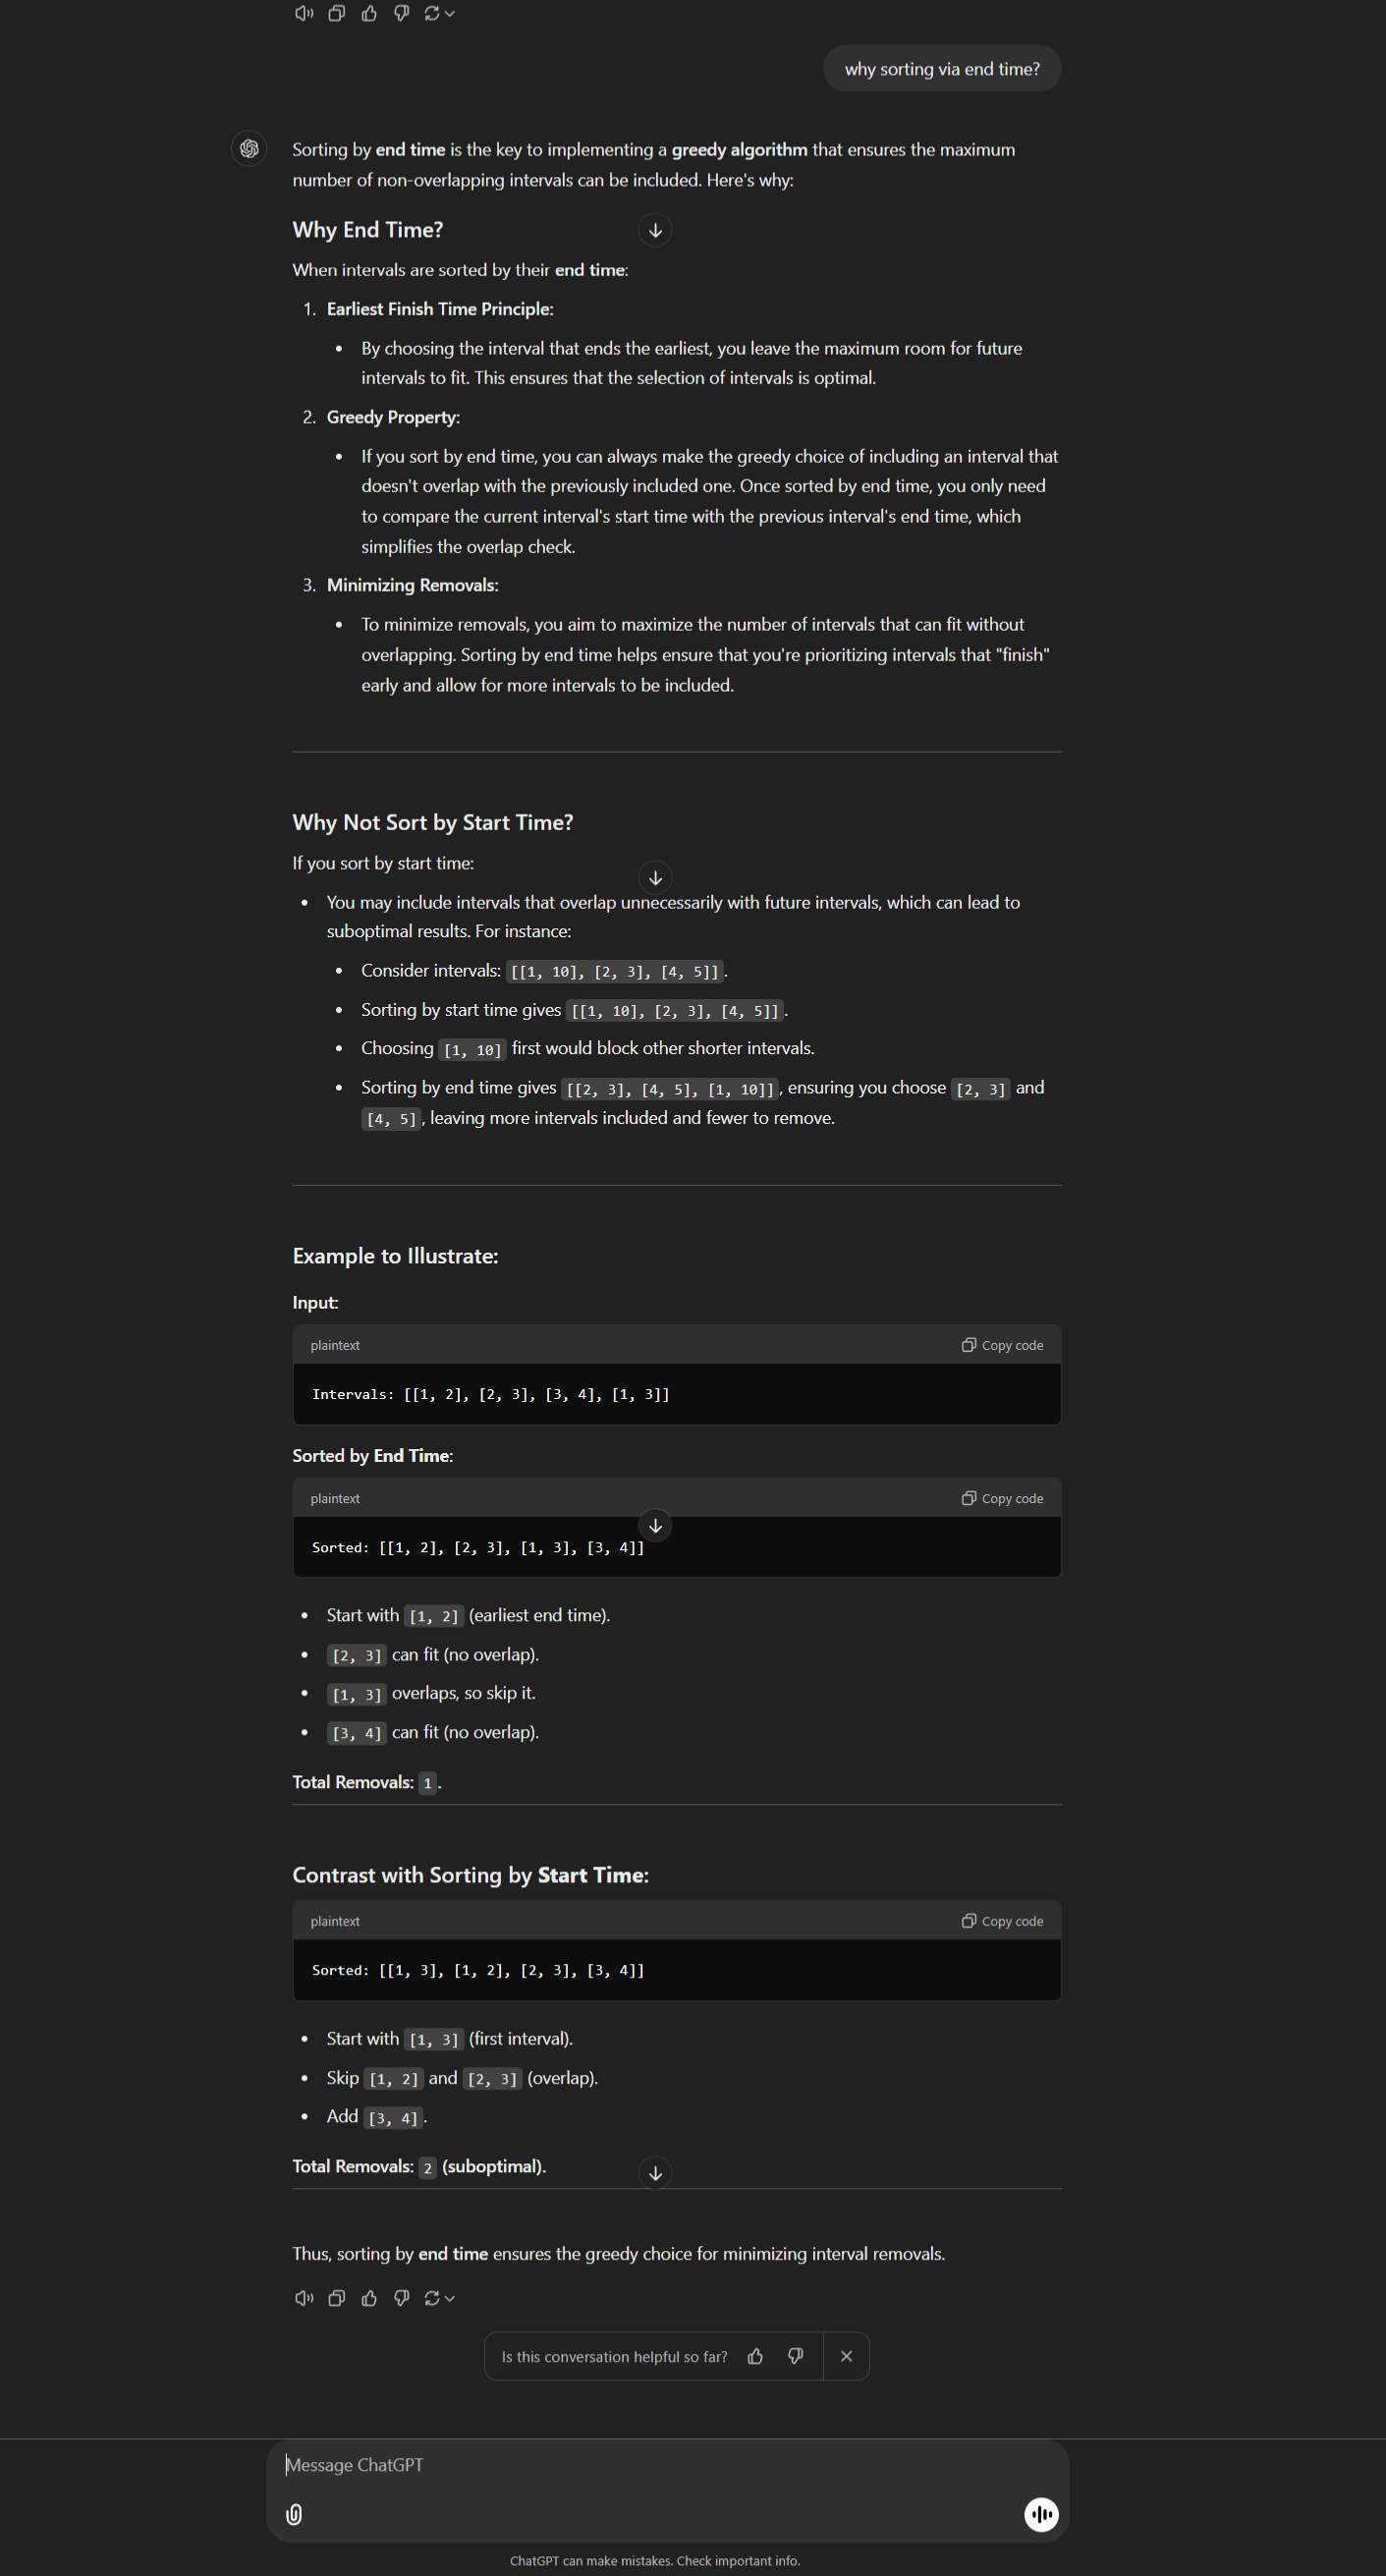 why sorting via end time?
Sorting by end time is the key to implementing a greedy algorithm that ensures the maximum
number of non-overlapping intervals can be included. Here's why:
Why End Time?
When intervals are sorted by their end time:
1. Earliest Finish Time Principle:
• By choosing the interval that ends the earliest, you leave the maximum room for future
intervals to fit. This ensures that the selection of intervals is optimal.
2. Greedy Property:
• If you sort by end time, you can always make the greedy choice of including an interval that
doesn't overlap with the previously included one. Once sorted by end time, you only need
to compare the current interval's start time with the previous interval's end time, which
simplifies the overlap check.
3. Minimizing Removals:
• To minimize removals, you aim to maximize the number of intervals that can fit without
overlapping. Sorting by end time helps ensure that you're prioritizing intervals that "finish"
early and allow for more intervals to be included.
Why Not Sort by Start Time?
If you sort by start time:
• You may include intervals that overlap unnecessarily with future intervals, which can lead to
suboptimal results. For instance:
• Consider intervals: [[1, 10], [2, 3], [4, 5]].
• Sorting by start time gives [[1, 10], [2, 3], [4, 5]].
• Choosing [1, 10] first would block other shorter intervals.
• Sorting by end time gives [[2, 3], [4, 5], [1, 10]], ensuring you choose [2, 3] and
[4, 5], leaving more intervals included and fewer to remove.
Example to Illustrate:
Input:
plaintext Copy code
Intervals: [[1, 2], [2, 3], [3, 4], [1, 3]]
Sorted by End Time:
plaintext Copy code
Sorted: [[1, 2], [2, 3], [1, 3], [3, 4]]
• Start with [1, 2] (earliest end time).
• [2, 3] can fit (no overlap).
• [1, 3] overlaps, so skip it.
• [3, 4] can fit (no overlap).
Total Removals: 1.
Contrast with Sorting by Start Time:
plaintext Copy code
Sorted: [[1, 3], [1, 2], [2, 3], [3, 4]]
• Start with [1, 3] (first interval).
• Skip [1, 2] and [2, 3] (overlap).
• Add [3, 4].
Total Removals: 2 (suboptimal).
Thus, sorting by end time ensures the greedy choice for minimizing interval removals.
Is this conversation helpful so far?
Message ChatGPT
ChatGPT can make mistakes. Check important info.